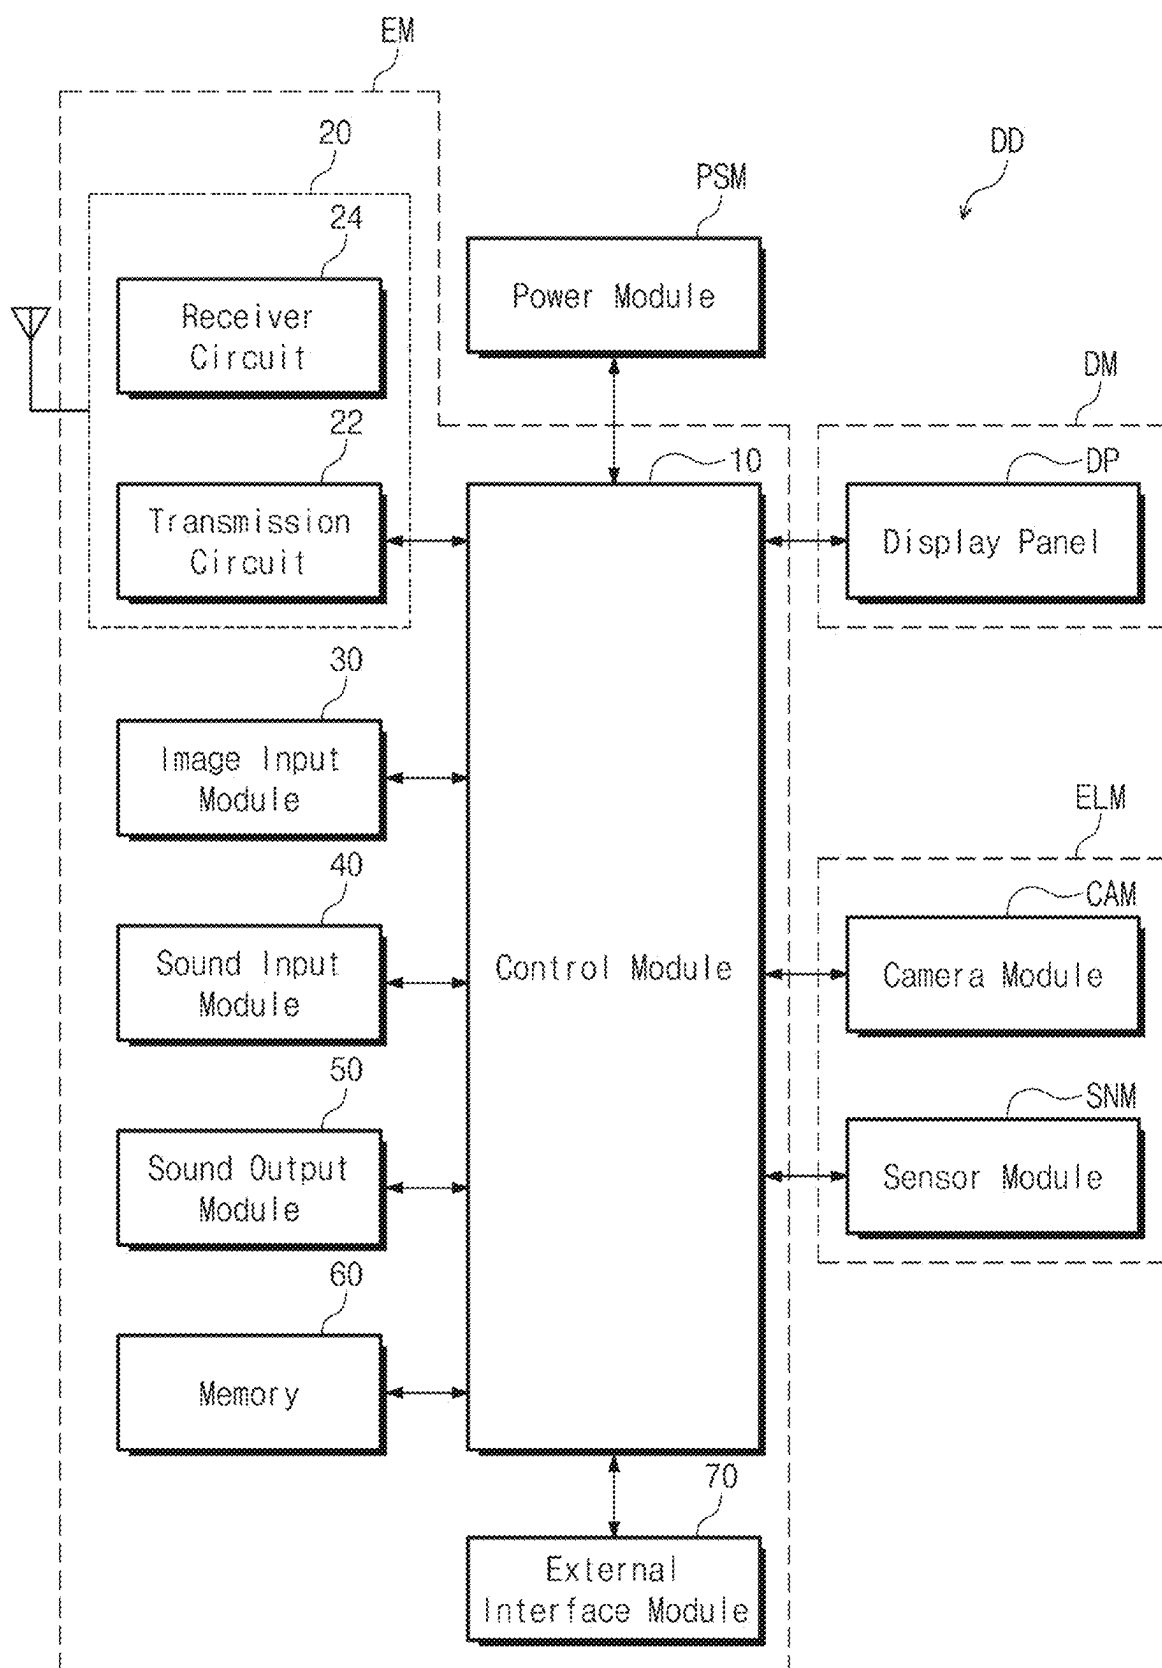 EM
20
DD
PSM
24
Power Module
Receiver
Circuit
DM
22
10
DP
Transmission
Circuit
Display Panel
30
Image Input
Module
ELM
40
CAM
Sound Input
Module
Control Module
Camera Module
50
SNM
Sound Output
Module
Sensor Module
60
Memory
70
External
Interface Module